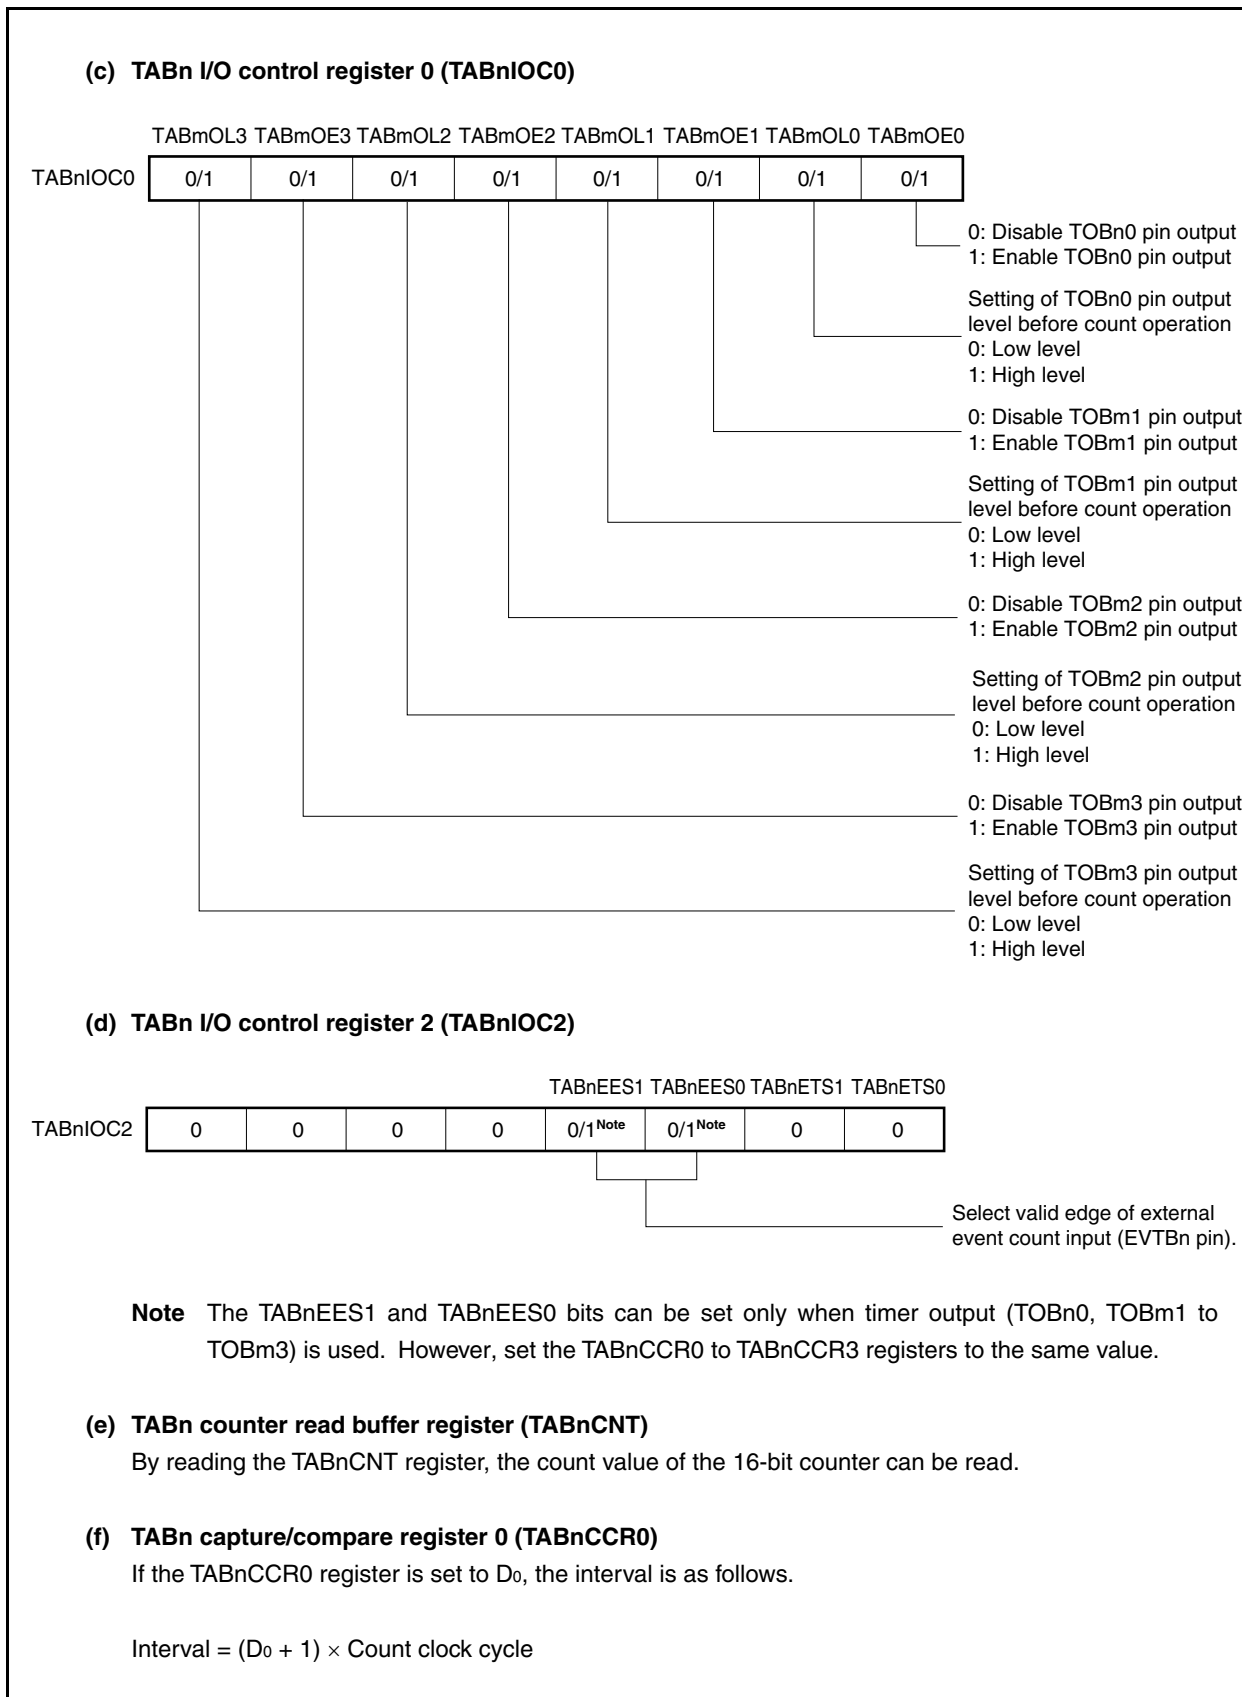 (c) TABn I/O control register 0 (TABnIOC0)
TABmOL3 TABmOE3 TABmOL2 TABmOE2 TABmOL1 TABmOE1 TABmOL0 TABmOE0
TABnIOC0 0/1 0/1 0/1 0/1 0/1 0/1 0/1 0/1
0: Disable TOBn0 pin output
1: Enable TOBn0 pin output
Setting of TOBn0 pin output
level before count operation
0: Low level
1: High level
0: Disable TOBm1 pin output
1: Enable TOBm1 pin output
Setting of TOBm1 pin output
level before count operation
0: Low level
1: High level
0: Disable TOBm2 pin output
1: Enable TOBm2 pin output
Setting of TOBm2 pin output
level before count operation
0: Low level
1: High level
0: Disable TOBm3 pin output
1: Enable TOBm3 pin output
Setting of TOBm3 pin output
level before count operation
0: Low level
1: High level
(d) TABn I/O control register 2 (TABnIOC2)
TABnEES1 TABnEES0 TABnETS1 TABnETS0
TABnIOC2 0 0 0 0 0/1Note 0/1Note 0 0
Select valid edge of external
event count input (EVTBn pin).
Note The TABnEES1 and TABnEES0 bits can be set only when timer output (TOBn0, TOBm1 to
TOBm3) is used. However, set the TABnCCR0 to TABnCCR3 registers to the same value.
(e) TABn counter read buffer register (TABnCNT)
By reading the TABnCNT register, the count value of the 16-bit counter can be read.
(f) TABn capture/compare register 0 (TABnCCR0)
If the TABnCCR0 register is set to D0, the interval is as follows.
Interval = (D0 + 1) × Count clock cycle